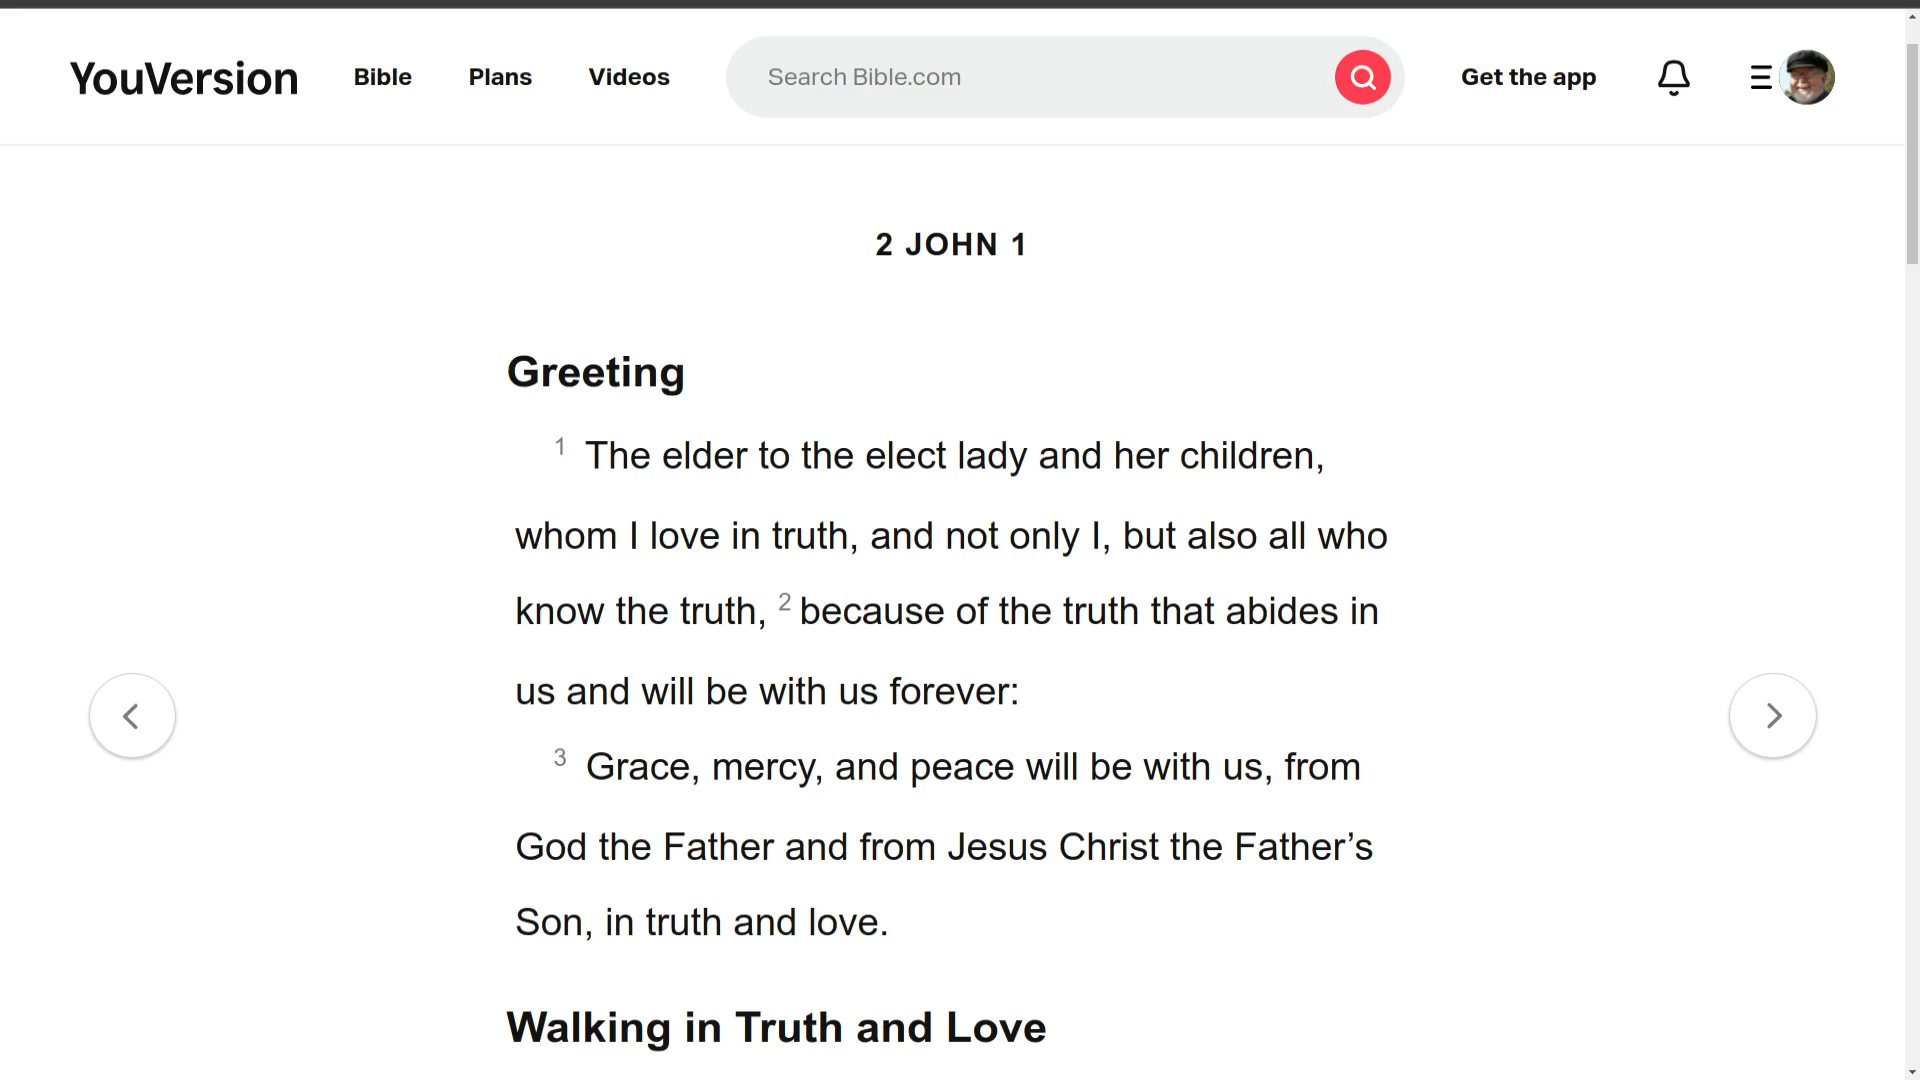 YouVersion Bible Plans Videos Search Bible.com Get the app
2 JOHN 1
Greeting
1 The elder to the elect lady and her children,
whom I love in truth, and not only I, but also all who
know the truth, 2 because of the truth that abides in
us and will be with us forever:
3 Grace, mercy, and peace will be with us, from
God the Father and from Jesus Christ the Father’s
Son, in truth and love.
Walking in Truth and Love